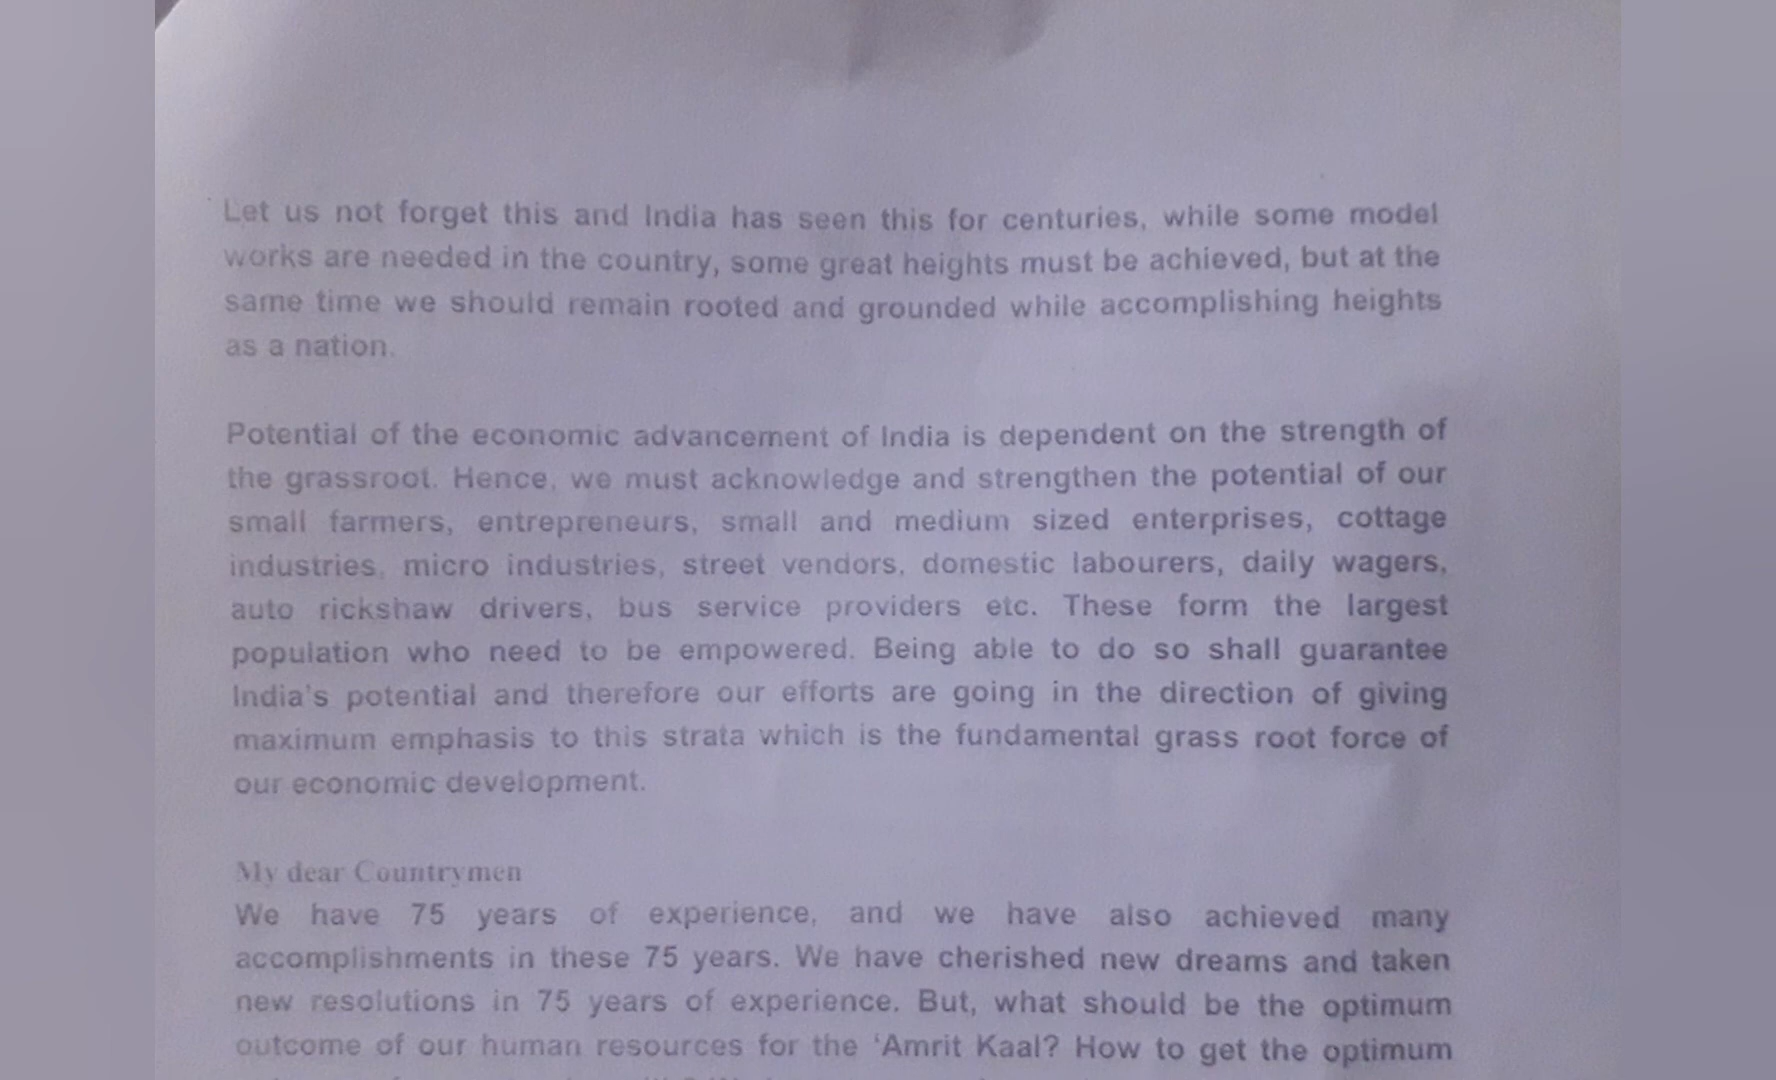 Let us not forget this and India has seen this for centuries, while some model
works are needed in the country, some great heights must be achieved, but at the
same time we should remain rooted and grounded while accomplishing heights
as a nation.
Potential of the economic advancement of India is dependent on the strength of
the grassroot. Hence, we must acknowledge and strengthen the potential of our
small farmers, entrepreneurs, small and medium sized enterprises, cottage
industries, micro industries, street vendors, domestic labourers, daily wagers,
auto rickshaw drivers, bus service providers etc. These form the largest
population who need to be empowered. Being able to do so shall guarantee
India's potential and therefore our efforts are going in the direction of giving
maximum emphasis to this strata which is the fundamental grass root force of
our economic development.
My dear Countrymen
We have 75 years of experience, and we have also achieved many
accomplishments in these 75 years. We have cherished new dreams and taken
new resolutions in 75 years of experience. But, what should be the optimum
outcome of our human resources for the 'Amrit Kaal? How to get the optimum